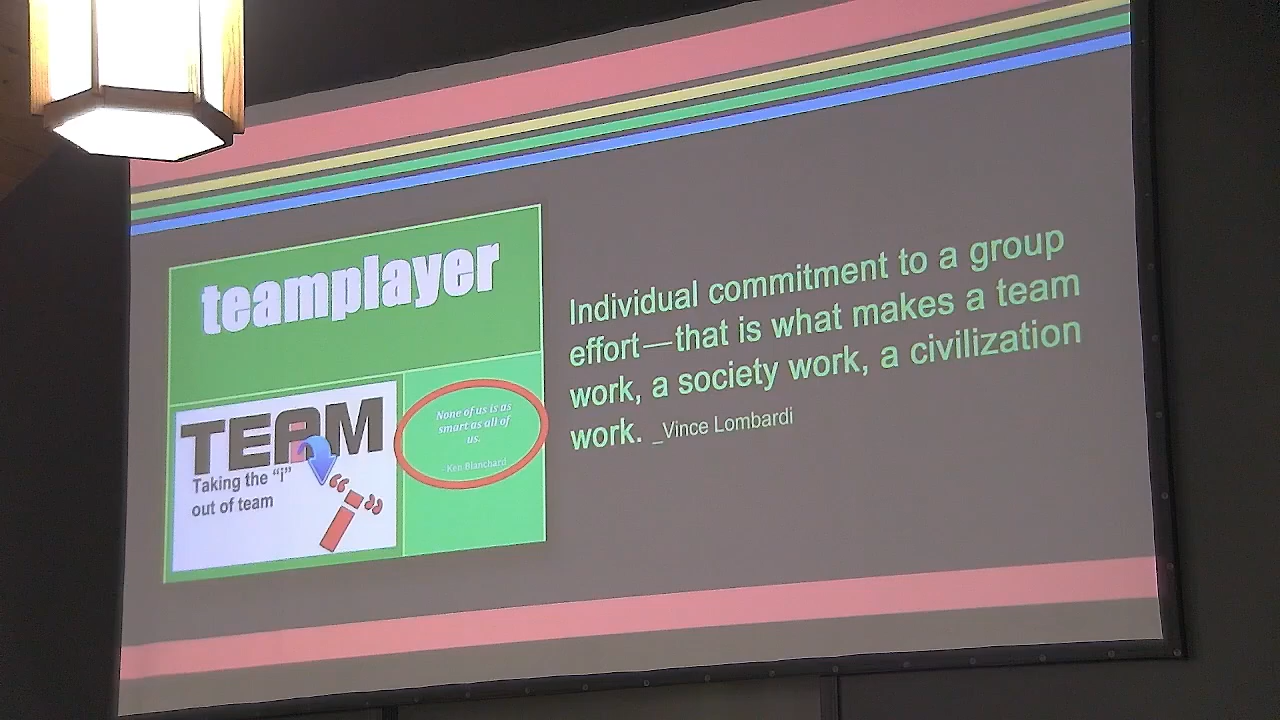 teamplayer
TEAM
Taking the “i”
out of team
“i”
None of us is as
smart as all of
us.
- Ken Blanchard
Individual commitment to a group
effort—that is what makes a team
work, a society work, a civilization
work. _Vince Lombardi